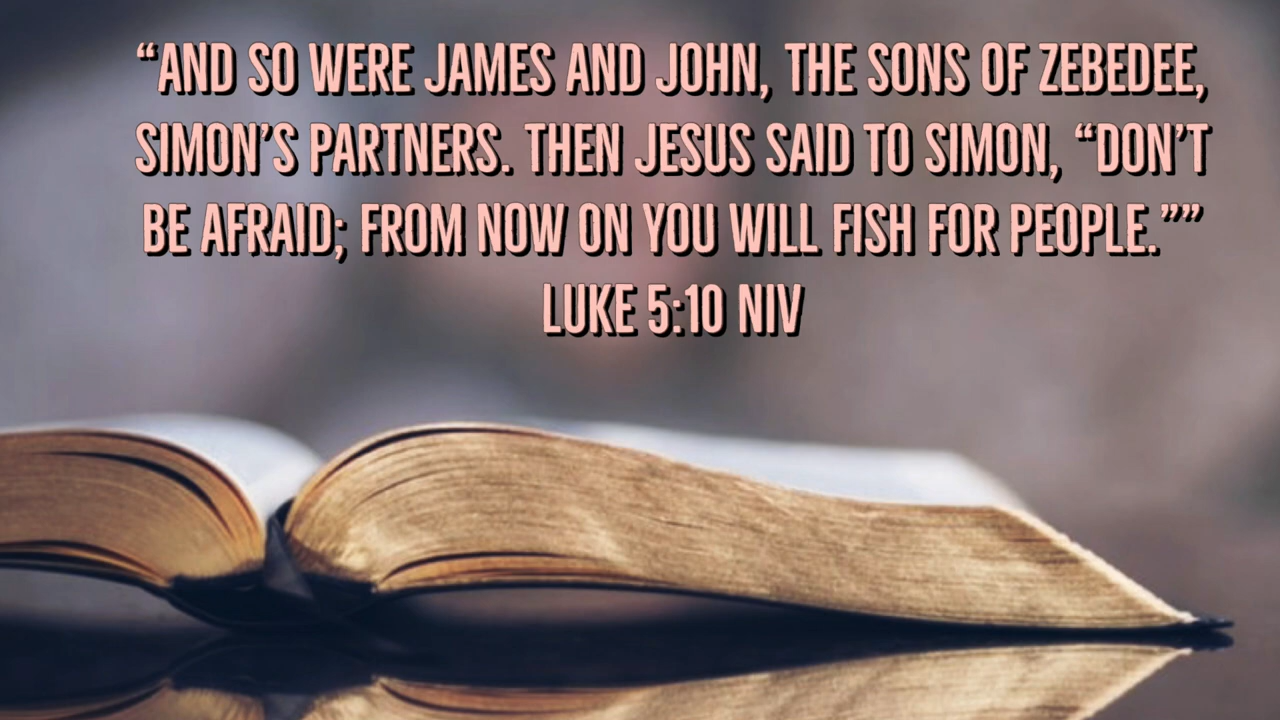 “AND SO WERE JAMES AND JOHN, THE SONS OF ZEBEDEE,
SIMON’S PARTNERS. THEN JESUS SAID TO SIMON, “DON’T
BE AFRAID; FROM NOW ON YOU WILL FISH FOR PEOPLE.””
LUKE 5:10 NIV